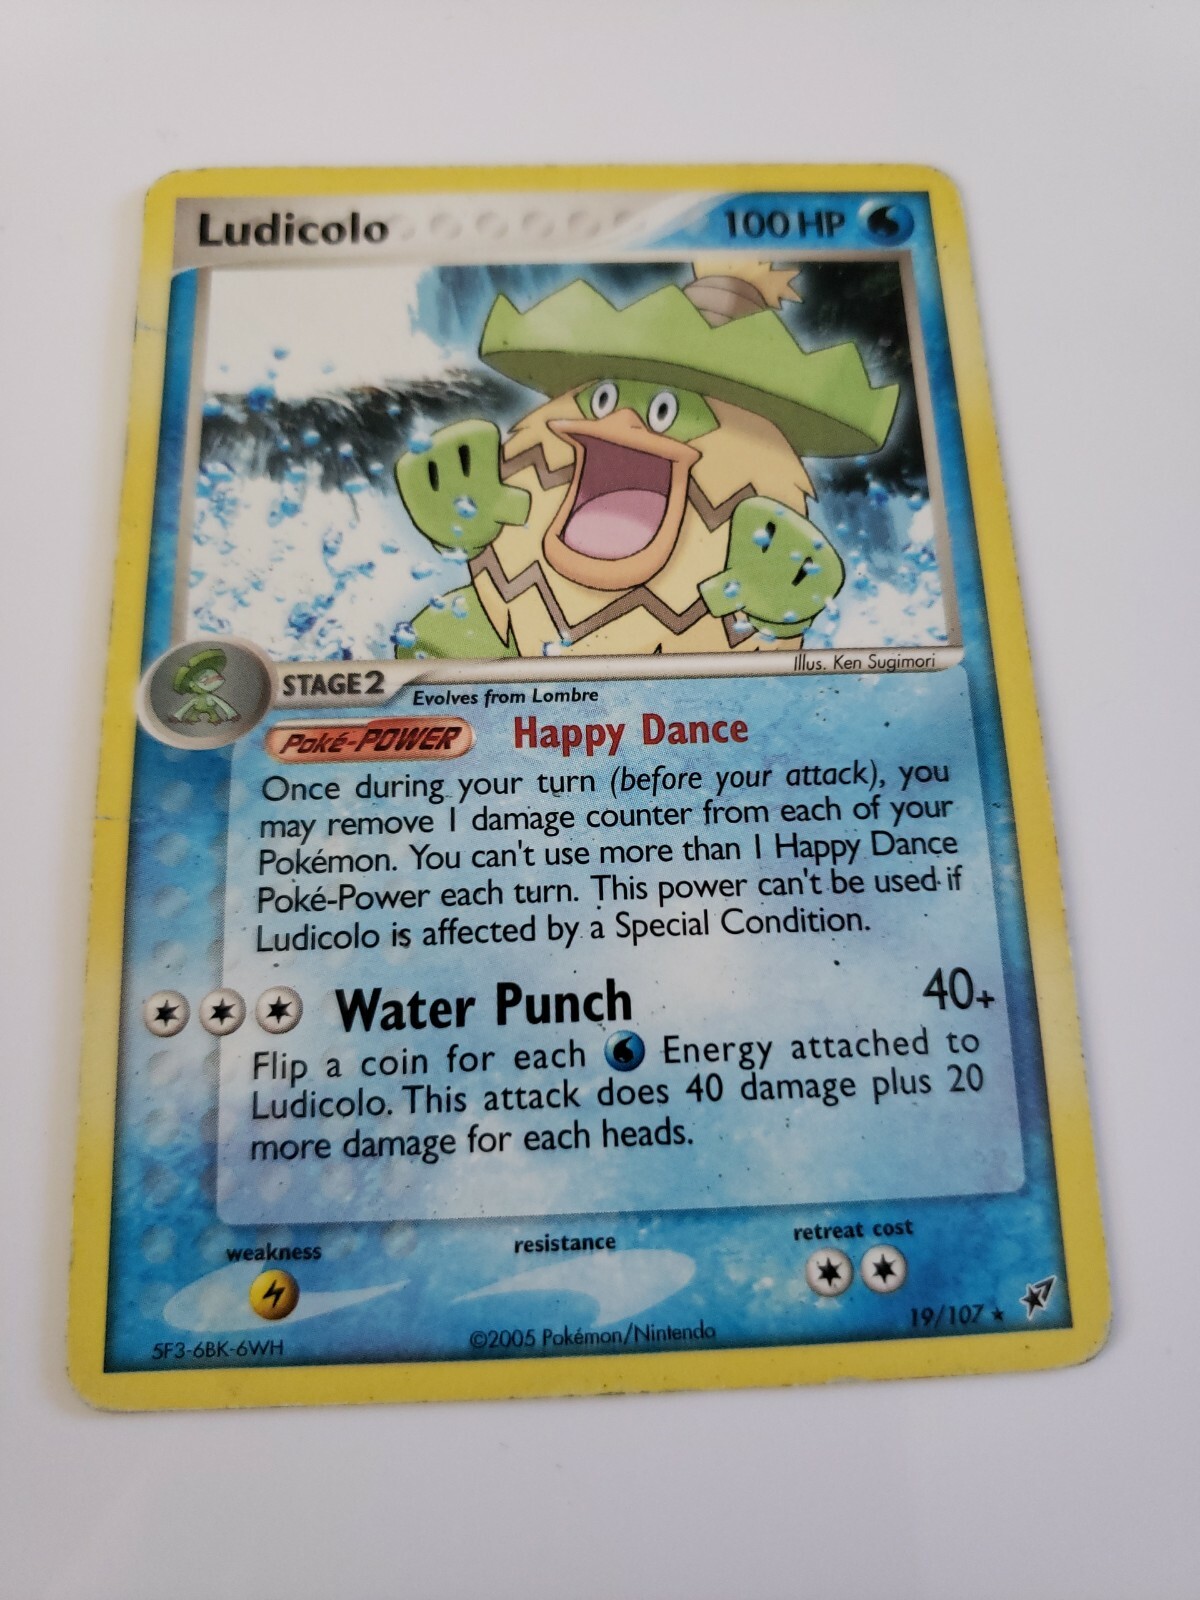 Ludicolo
100 HP
Illus. Ken Sugimori
STAGE 2
Evolves from Lombre
Poké-POWER Happy Dance
Once during your turn (before your attack), you
may remove 1 damage counter from each of your
Pokémon. You can't use more than 1 Happy Dance
Poké-Power each turn. This power can't be used if
Ludicolo is affected by a Special Condition.
Water Punch 40+
Flip a coin for each Energy attached to
Ludicolo. This attack does 40 damage plus 20
more damage for each heads.
weakness resistance retreat cost
19/107 ★
5F3-6BK-6WH ©2005 Pokémon/Nintendo